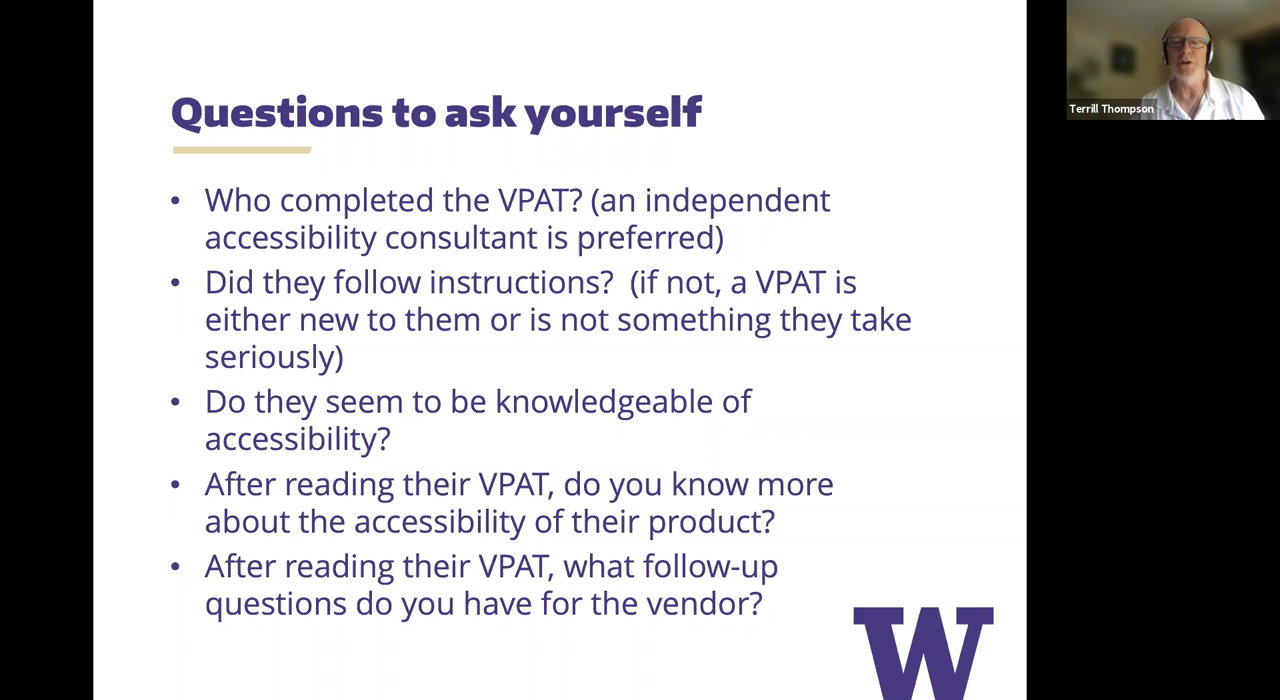 Questions to ask yourself
• Who completed the VPAT? (an independent
accessibility consultant is preferred)
• Did they follow instructions?  (if not, a VPAT is
either new to them or is not something they take
seriously)
• Do they seem to be knowledgeable of
accessibility?
• After reading their VPAT, do you know more
about the accessibility of their product?
• After reading their VPAT, what follow-up
questions do you have for the vendor?
W
Terrill Thompson